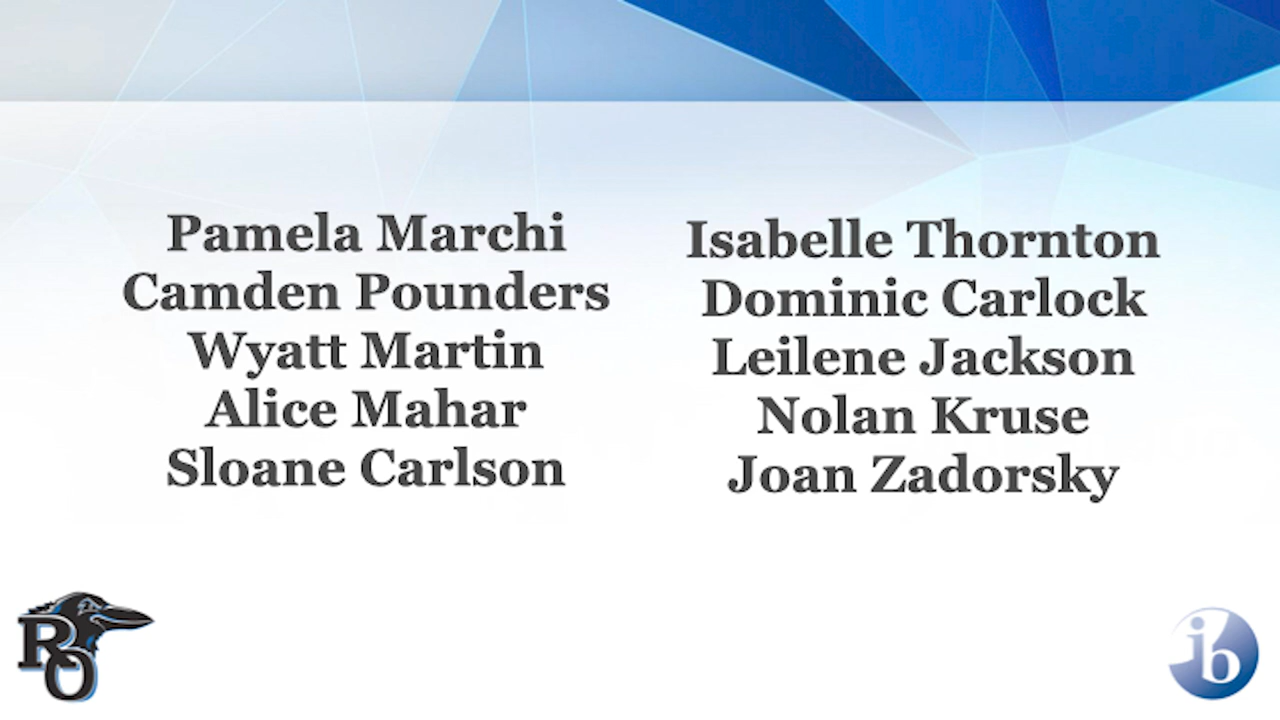 Pamela Marchi
Camden Pounders
Wyatt Martin
Alice Mahar
Sloane Carlson
Isabelle Thornton
Dominic Carlock
Leilene Jackson
Nolan Kruse
Joan Zadorsky
RO
ib